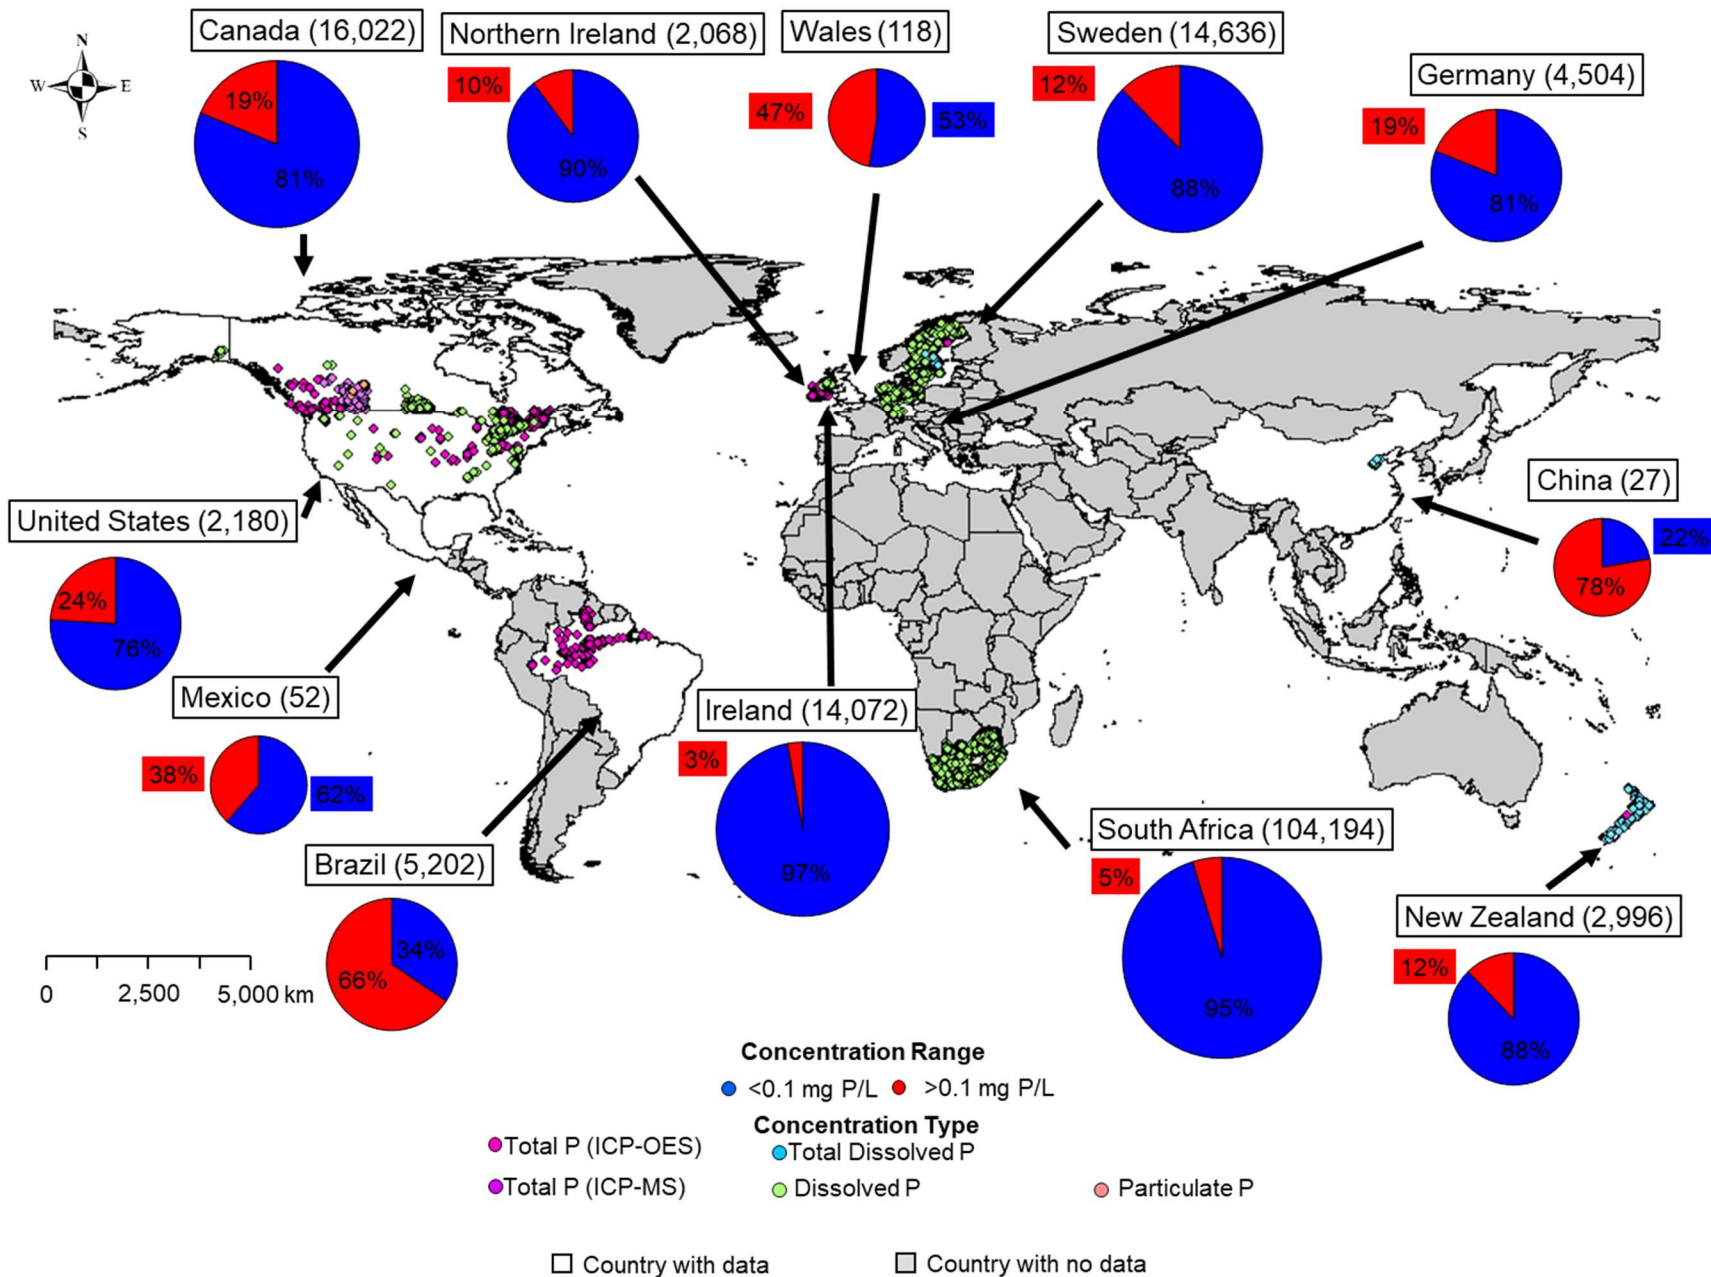 Canada (16,022)
19%
81%
Northern Ireland (2,068)
10%
90%
Wales (118)
47%
53%
Sweden (14,636)
12%
88%
Germany (4,504)
19%
81%
N
W
E
S
United States (2,180)
24%
76%
Mexico (52)
38%
62%
Brazil (5,202)
34%
66%
Ireland (14,072)
3%
97%
China (27)
22%
78%
South Africa (104,194)
5%
95%
New Zealand (2,996)
12%
88%
0 2,500 5,000 km
Concentration Range
<0.1 mg P/L >0.1 mg P/L
Concentration Type
Total P (ICP-OES) Total Dissolved P
Total P (ICP-MS) Dissolved P Particulate P
Country with data Country with no data